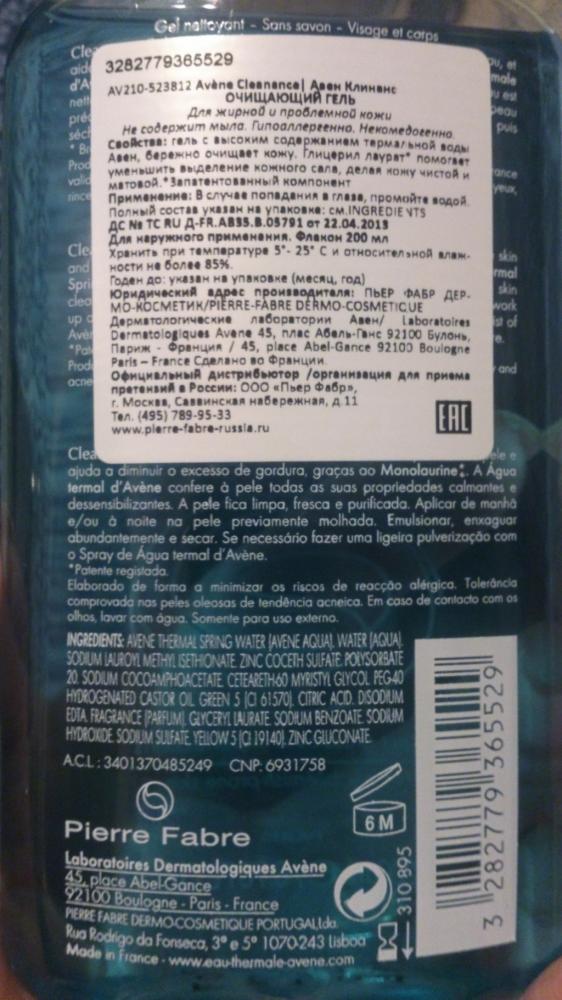 Gel nettoyant - Sans savon - Visage et corps
3282779365529
AV210-523812 Avène Cleanance| Авен Клинанс
ОЧИЩАЮЩИЙ ГЕЛЬ
Для жирной и проблемной кожи
Не содержит мыла. Гипоаллергенно. Некомедогенно.
Свойства: гель с высоким содержанием термальной воды
Авен, бережно очищает кожу. Глицерил лаурат* помогает
уменьшить выделение кожного сала, делая кожу чистой и
матовой.*Запатентованный компонент
Применение: В случае попадания в глаза, промойте водой.
Полный состав указан на упаковке: см.INGREDIENTS
ДС № ТС RU Д-FR.АВ35.В.05791 от 22.04.2013
Для наружного применения. Флакон 200 мл
Хранить при температуре 5°- 25° С и относительной влаж-
ности не более 85%.
Годен до: указан на упаковке (месяц, год)
Юридический адрес производителя: ПЬЕР ФАБР ДЕР-
МО-КОСМЕТИК/PIERRE-FABRE DERMO-COSMETIQUE
Дерматологические лаборатории Авен/ Laboratoires
Dermatologiques Avene 45, плас Абель-Ганс 92100 Булонь,
Париж - Франция / 45, place Abel-Gance 92100 Boulogne
Paris – France Сделано во Франции.
Официальный дистрибьютор /организация для приема
претензий в России: ООО «Пьер Фабр»,
г. Москва, Саввинская набережная, д.11
Тел. (495) 789-95-33
www.pierre-fabre-russia.ru
EAC
ajuda a diminuir o excesso de gordura, graças ao Monolaurine*. A Água
termal d'Avène confere à pele todas as suas propriedades calmantes e
dessensibilizantes. A pele fica limpa, fresca e purificada. Aplicar de manhã
e/ou à noite na pele previamente molhada. Emulsionar, enxaguar
abundantemente e secar. Se necessário fazer uma ligeira pulverização com
o Spray de Água termal d'Avène.
*Patente registada.
Elaborado de forma a minimizar os riscos de reacção alérgica. Tolerância
comprovada nas peles oleosas de tendência acneica. Em caso de contacto com os
olhos, lavar com água. Somente para uso externo.
INGREDIENTS: AVENE THERMAL SPRING WATER (AVENE AQUA). WATER (AQUA).
SODIUM LAUROYL METHYL ISETHIONATE. ZINC COCETH SULFATE. POLYSORBATE
20. SODIUM COCOAMPHOACETATE. CETEARETH-60 MYRISTYL GLYCOL. PEG-40
HYDROGENATED CASTOR OIL. GREEN 5 (CI 61570). CITRIC ACID. DISODIUM
EDTA. FRAGRANCE (PARFUM). GLYCERYL LAURATE. SODIUM BENZOATE. SODIUM
HYDROXIDE. SODIUM SULFATE. YELLOW 5 (CI 19140). ZINC GLUCONATE.
A.C.L : 3401370485249 CNP: 6931758
6 M
Pierre Fabre
Laboratoires Dermatologiques Avène
45, place Abel-Gance
92100 Boulogne - Paris - France
PIERRE FABRE DERMO-COSMETIQUE PORTUGAL,Lda.
Rua Rodrigo da Fonseca, 3° e 5° 1070-243 Lisboa
Made in France - www.eau-thermale-avene.com
310 895
3 282779 365529